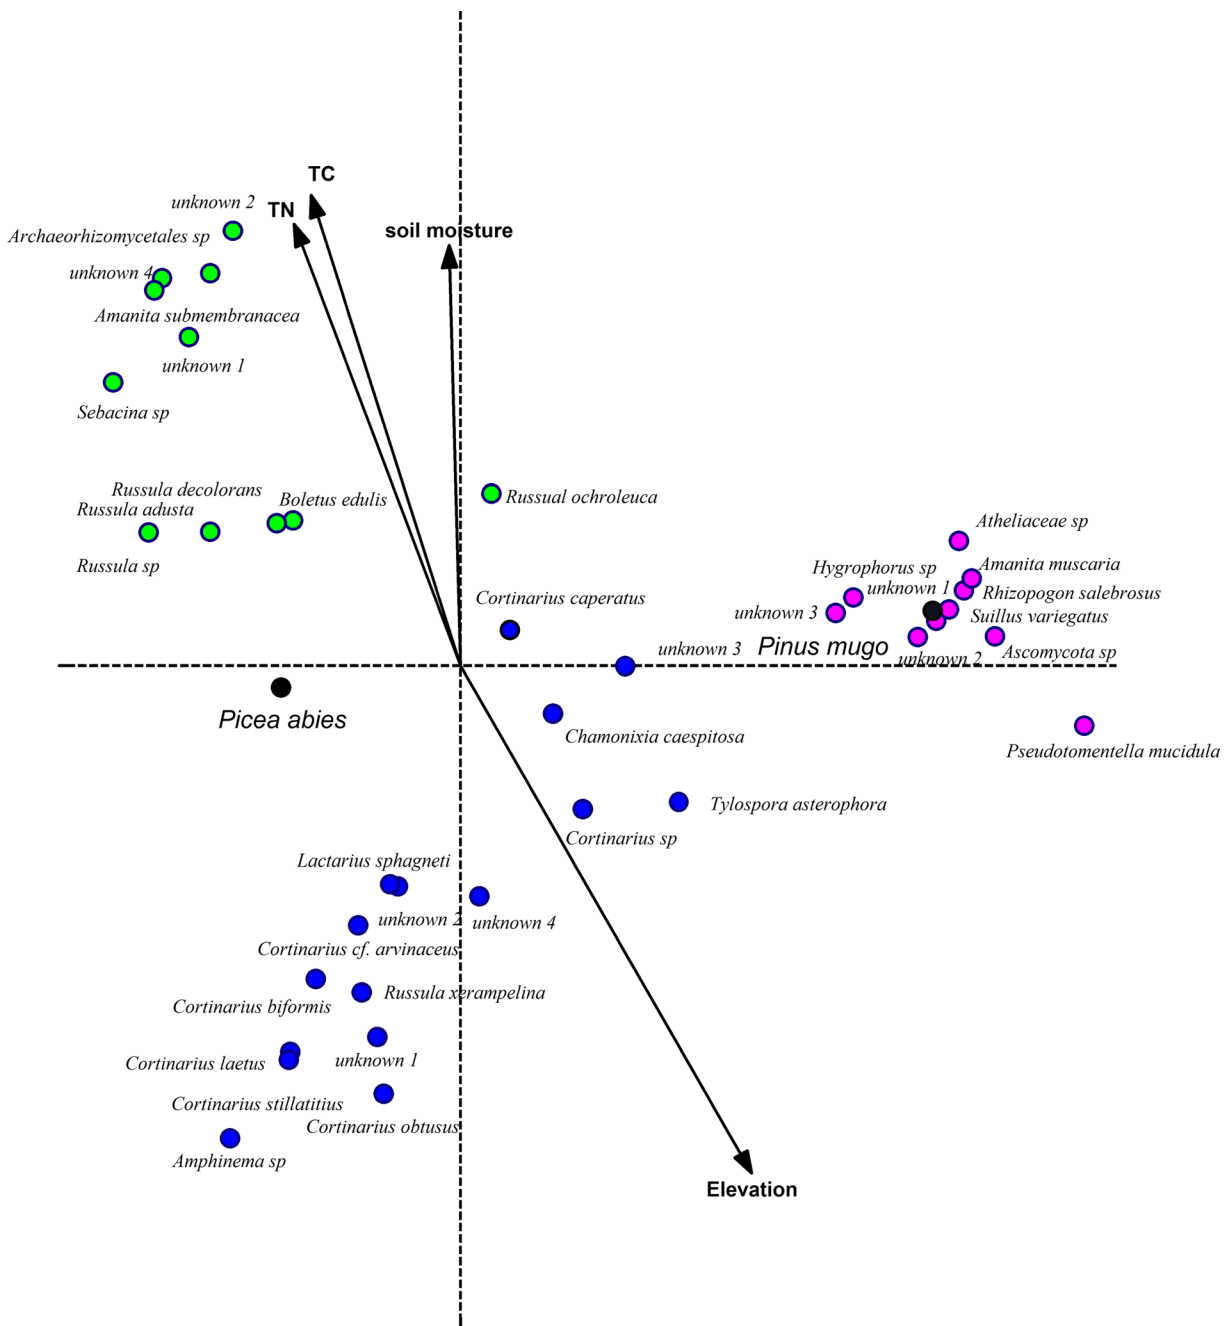 TC
unknown 2
TN
soil moisture
Archaeorhizomycetales sp
unknown 4
Amanita submembranacea
unknown 1
Sebacina sp
Russula decolorans
Boletus edulis
Russual ochroleuca
Russula adusta
Russula sp
Atheliaceae sp
Hygrophorus sp
Amanita muscaria
unknown 1
Rhizopogon salebrosus
Cortinarius caperatus
unknown 3
Suillus variegatus
unknown 3
Pinus mugo
unknown 2
Ascomycota sp
Picea abies
Chamonixia caespitosa
Pseudotomentella mucidula
Tylospora asterophora
Cortinarius sp
Lactarius sphagneti
unknown 2
unknown 4
Cortinarius cf. arvinaceus
Russula xerampelina
Cortinarius biformis
unknown 1
Cortinarius laetus
Cortinarius stillatitius
Cortinarius obtusus
Amphinema sp
Elevation